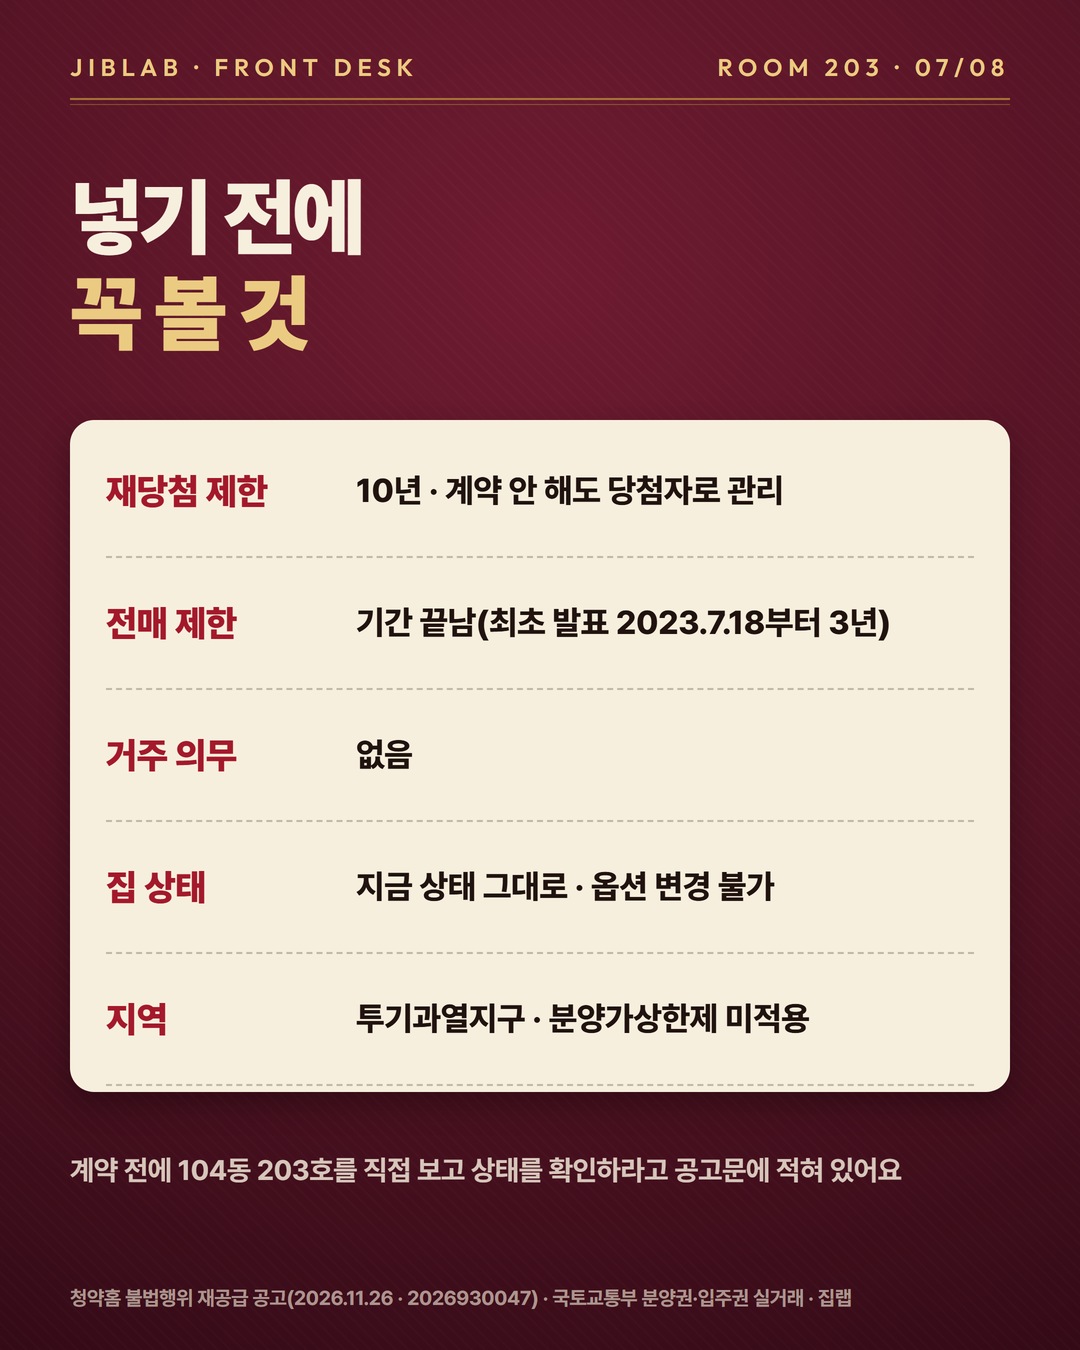 JIBLAB · FRONT DESK
ROOM 203 · 07/08
넣기 전에
꼭 볼 것
재당첨 제한
10년 · 계약 안 해도 당첨자로 관리
전매 제한
기간 끝남(최초 발표 2023.7.18부터 3년)
거주 의무
없음
집 상태
지금 상태 그대로 · 옵션 변경 불가
지역
투기과열지구 · 분양가상한제 미적용
계약 전에 104동 203호를 직접 보고 상태를 확인하라고 공고문에 적혀 있어요
청약홈 불법행위 재공급 공고(2026.11.26 · 2026930047) · 국토교통부 분양권·입주권 실거래 · 집랩